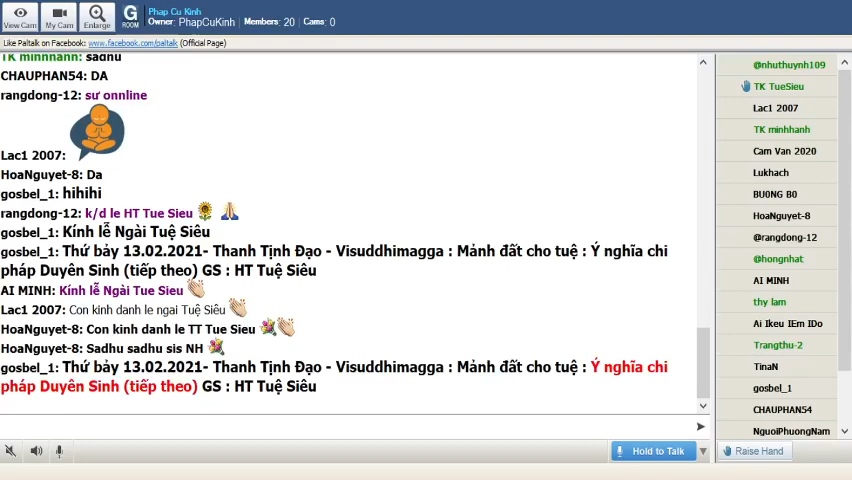 Phap Cu Kinh
Owner: PhapCuKinh Members: 20 Cams: 0
View Cam
My Cam
Enlarge
G
ROOM
Like Paltalk on Facebook: www.facebook.com/paltalk (Official Page)
TK minhhanh: sadhu
CHAUPHAN54: DA
rangdong-12: sư onnline
Lac1 2007:
HoaNguyet-8: Da
gosbel_1: hihihi
rangdong-12: k/d le HT Tue Sieu
gosbel_1: Kính lễ Ngài Tuệ Siêu
gosbel_1: Thứ bảy 13.02.2021- Thanh Tịnh Đạo - Visuddhimagga : Mảnh đất cho tuệ : Ý nghĩa chi
pháp Duyên Sinh (tiếp theo) GS : HT Tuệ Siêu
AI MINH: Kính lễ Ngài Tue Sieu
Lac1 2007: Con kinh danh le ngai Tuệ Siêu
HoaNguyet-8: Con kinh danh le TT Tue Sieu
HoaNguyet-8: Sadhu sadhu sis NH
gosbel_1: Thứ bảy 13.02.2021- Thanh Tịnh Đạo - Visuddhimagga : Mảnh đất cho tuệ : Ý nghĩa chi
pháp Duyên Sinh (tiếp theo) GS : HT Tuệ Siêu
@nhuthuynh109
TK TueSieu
Lac1 2007
TK minhhanh
Cam Van 2020
Lukhach
BU0NG B0
HoaNguyet-8
@rangdong-12
@hongnhat
AI MINH
thy lam
Ai Ikeu IEm IDo
Trangthu-2
TinaN
gosbel_1
CHAUPHAN54
NguoiPhuongNam
Hold to Talk
Raise Hand